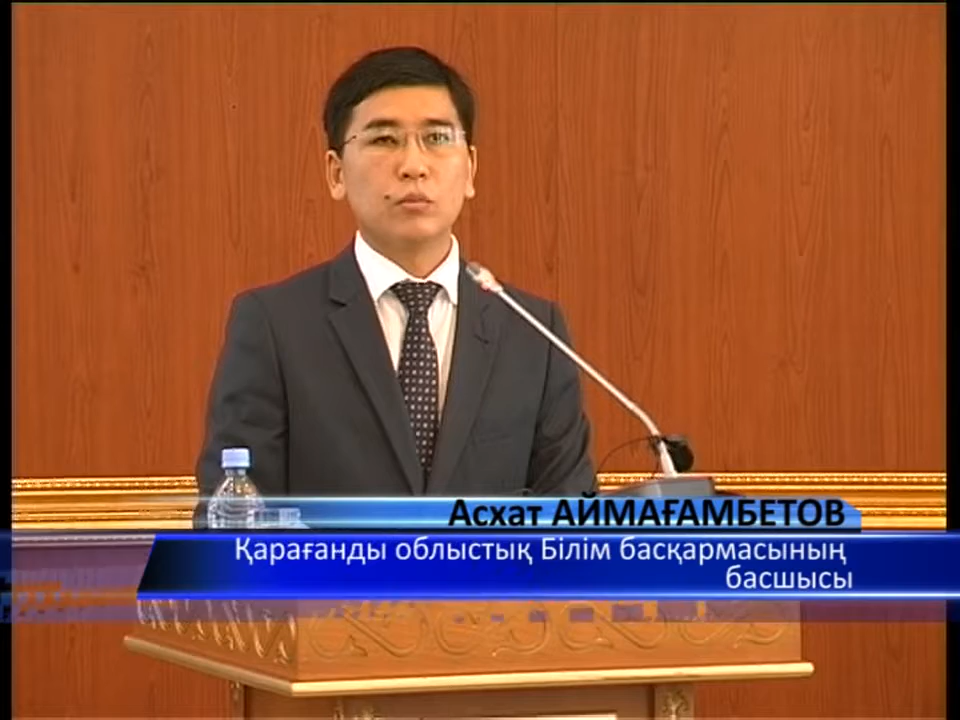 Асхат АЙМАҒАМБЕТОВ
Қарағанды облыстық Білім басқармасының
басшысы